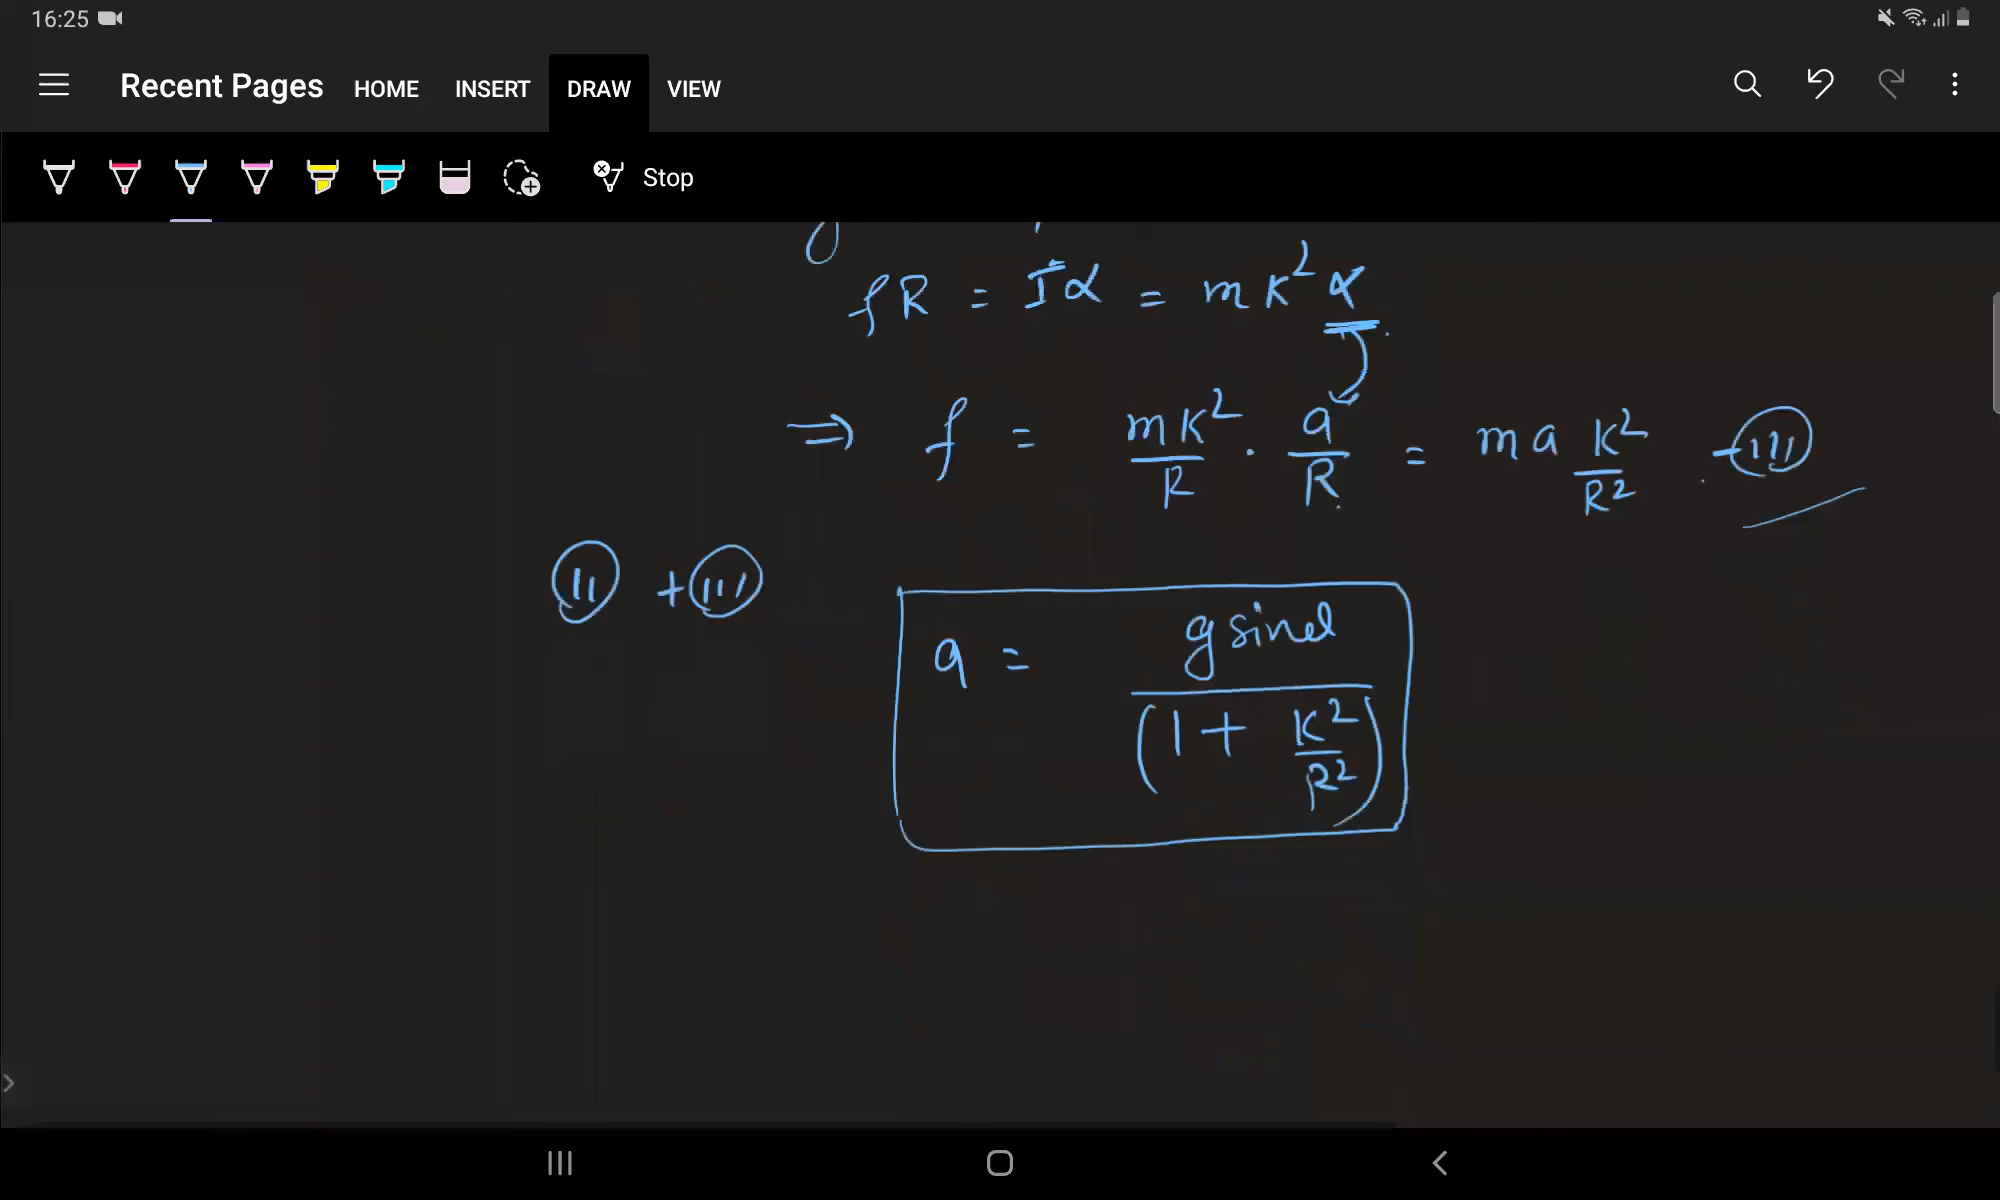 16:25
Recent Pages HOME INSERT DRAW VIEW
Stop
fR = Iα = mK²α
⇒ f = mK²/R · a/R = ma K²/R² - (III)
(II) + (III)
a = g sinα / (1 + K²/R²)